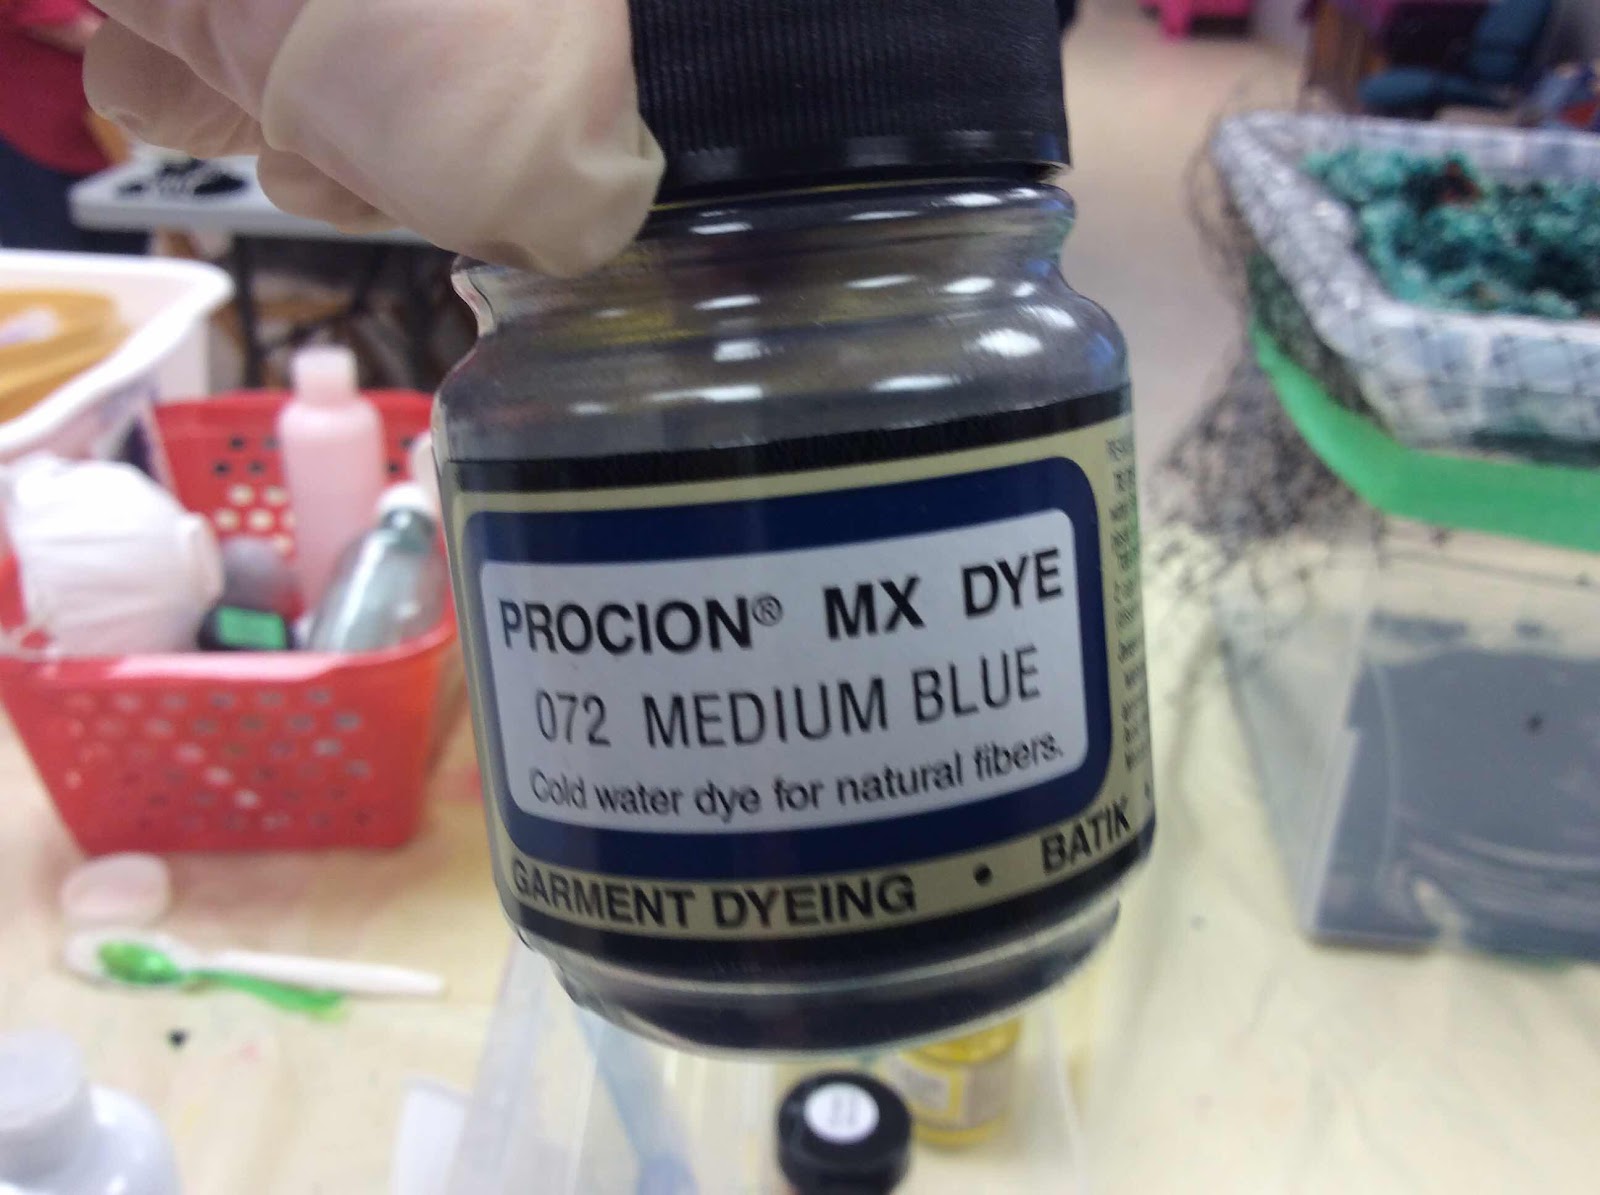 PROCION® MX DYE
072 MEDIUM BLUE
Cold water dye for natural fibers.
GARMENT DYEING • BATIK